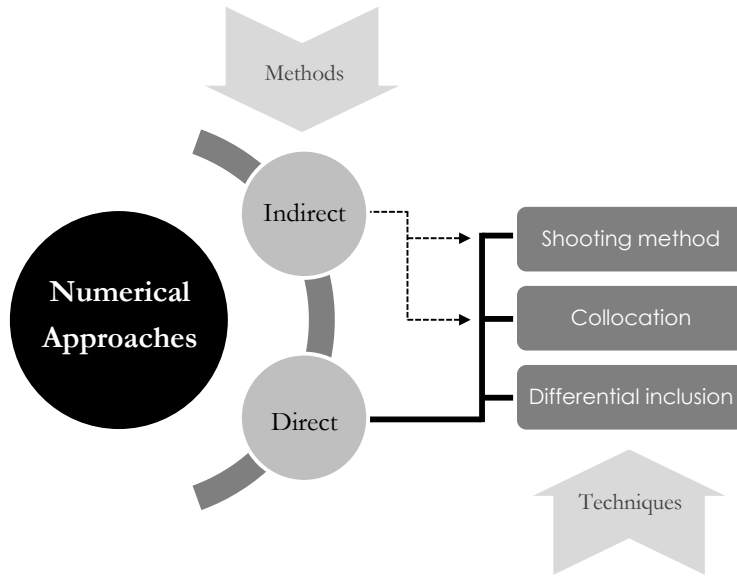 Methods
Indirect
Numerical
Approaches
Direct
Shooting method
Collocation
Differential inclusion
Techniques